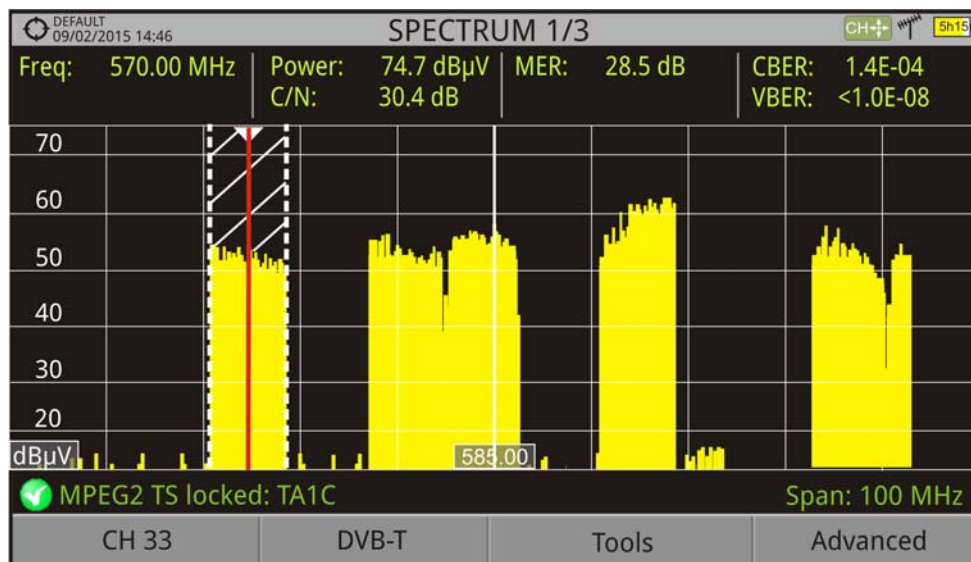 DEFAULT
09/02/2015 14:46
SPECTRUM 1/3
CH
5h15
Freq: 570.00 MHz
Power: 74.7 dBµV
MER: 28.5 dB
CBER: 1.4E-04
C/N: 30.4 dB
VBER: <1.0E-08
70
60
50
40
30
20
dBµV
585.00
MPEG2 TS locked: TA1C
Span: 100 MHz
CH 33
DVB-T
Tools
Advanced